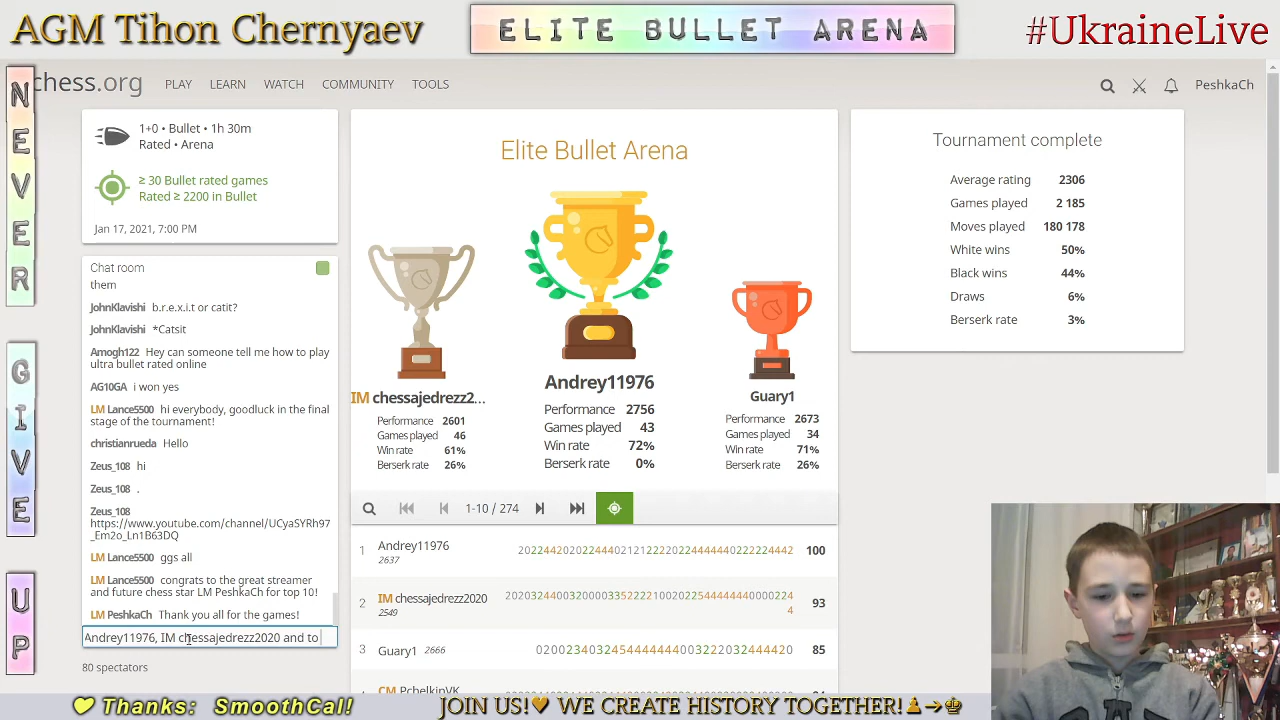 AGM Tihon Chernyaev
ELITE BULLET ARENA
#UkraineLive
NEVER
GIVE
UP
chess.org
PLAY LEARN WATCH COMMUNITY TOOLS
PeshkaCh
1+0 • Bullet • 1h 30m
Rated • Arena
≥ 30 Bullet rated games
Rated ≥ 2200 in Bullet
Jan 17, 2021, 7:00 PM
Chat room
them
JohnKlavishi b.r.e.x.i.t or catit?
JohnKlavishi *Catsit
Amogh122 Hey can someone tell me how to play
ultra bullet rated online
AG10GA i won yes
LM Lance5500 hi everybody, goodluck in the final
stage of the tournament!
christianrueda Hello
Zeus_108 hi
Zeus_108 .
Zeus_108
https://www.youtube.com/channel/UCyaSYRh97
_Em2o_Ln1B63DQ
LM Lance5500 ggs all
LM Lance5500 congrats to the great streamer
and future chess star LM PeshkaCh for top 10!
LM PeshkaCh Thank you all for the games!
Andrey11976, IM chessajedrezz2020 and to
80 spectators
Elite Bullet Arena
IM chessajedrezz2...
Performance 2601
Games played 46
Win rate 61%
Berserk rate 26%
Andrey11976
Performance 2756
Games played 43
Win rate 72%
Berserk rate 0%
Guary1
Performance 2673
Games played 34
Win rate 71%
Berserk rate 26%
1-10 / 274
1 Andrey11976 2022442020224440212122220224444440222224442 100
2637
2 IM chessajedrezz2020 93
2549
3 Guary1 2666 0202234032454444444032220324444420 85
CM PchelkinVK
Tournament complete
Average rating 2306
Games played 2 185
Moves played 180 178
White wins 50%
Black wins 44%
Draws 6%
Berserk rate 3%
Thanks: SmoothCal!
JOIN US!🧡 WE CREATE HISTORY TOGETHER!♟→♔